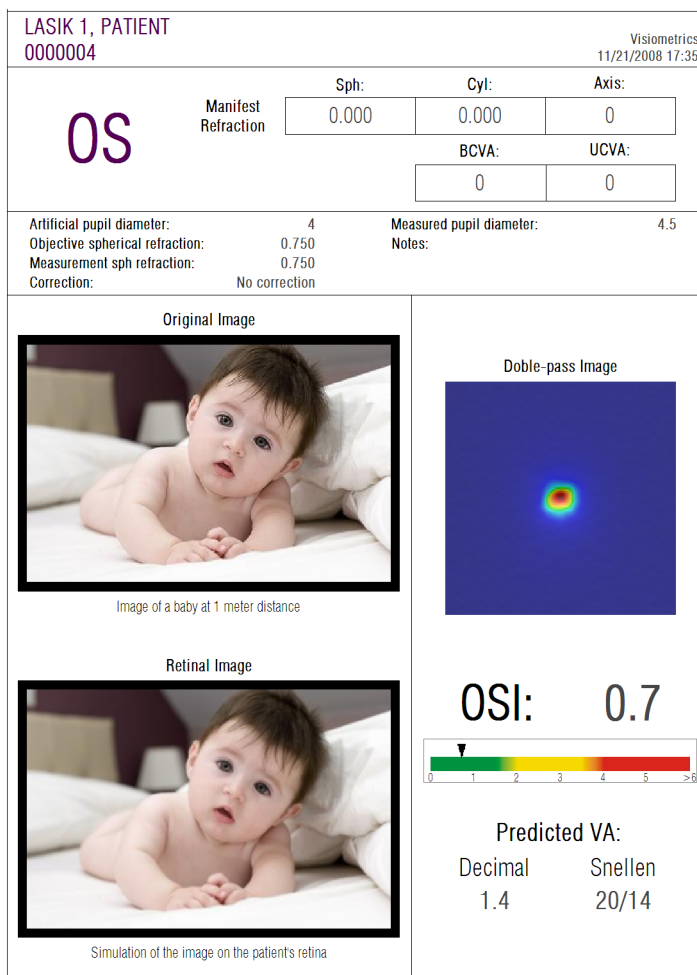 LASIK 1, PATIENT
0000004
Visiometrics
11/21/2008 17:35
OS
Manifest
Refraction
Sph: Cyl: Axis:
0.000 0.000 0
BCVA: UCVA:
0 0
Artificial pupil diameter: 4
Objective spherical refraction: 0.750
Measurement sph refraction: 0.750
Correction: No correction
Measured pupil diameter: 4.5
Notes:
Original Image
Image of a baby at 1 meter distance
Retinal Image
Simulation of the image on the patient's retina
Doble-pass Image
OSI: 0.7
0 1 2 3 4 5 >6
Predicted VA:
Decimal Snellen
1.4 20/14